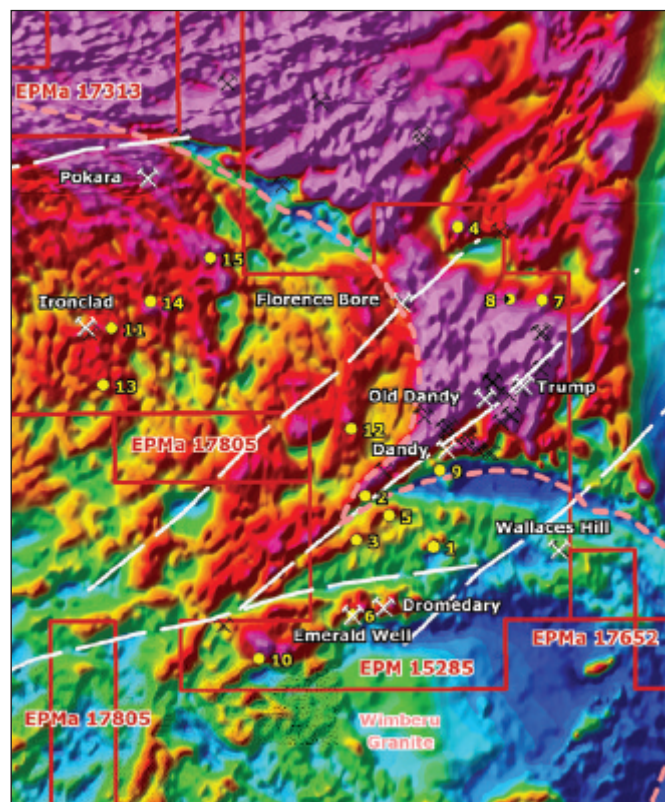 EPMa 17313
Pokara
4
15
Ironclad
14
Florence Bore
8
7
11
13
Old Dandy
Trump
12
EPMa 17805
Dandy
9
2
5
Wallaces Hill
3
1
Dromedary
6
Emerald Well
EPMa 17652
10
EPM 15285
EPMa 17805
Wimberu
Granite